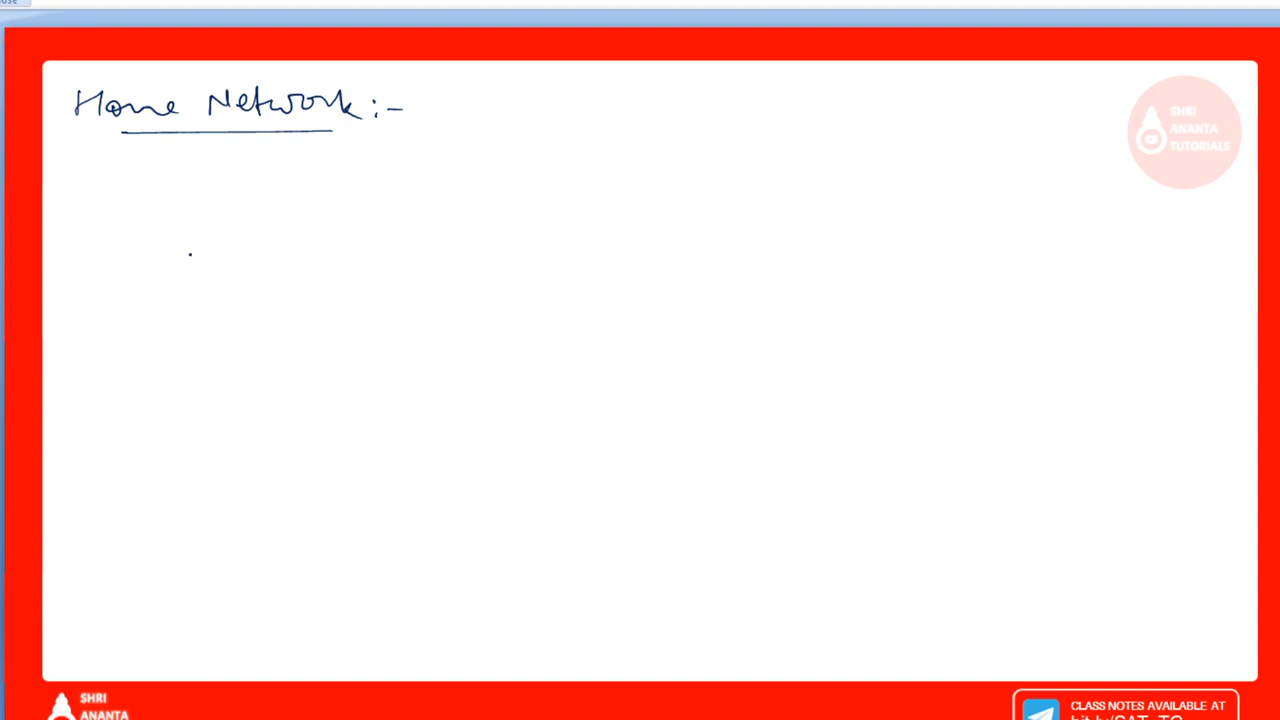 Home Network :-
SHRI
ANANTA
TUTORIALS
SHRI
ANANTA
CLASS NOTES AVAILABLE AT